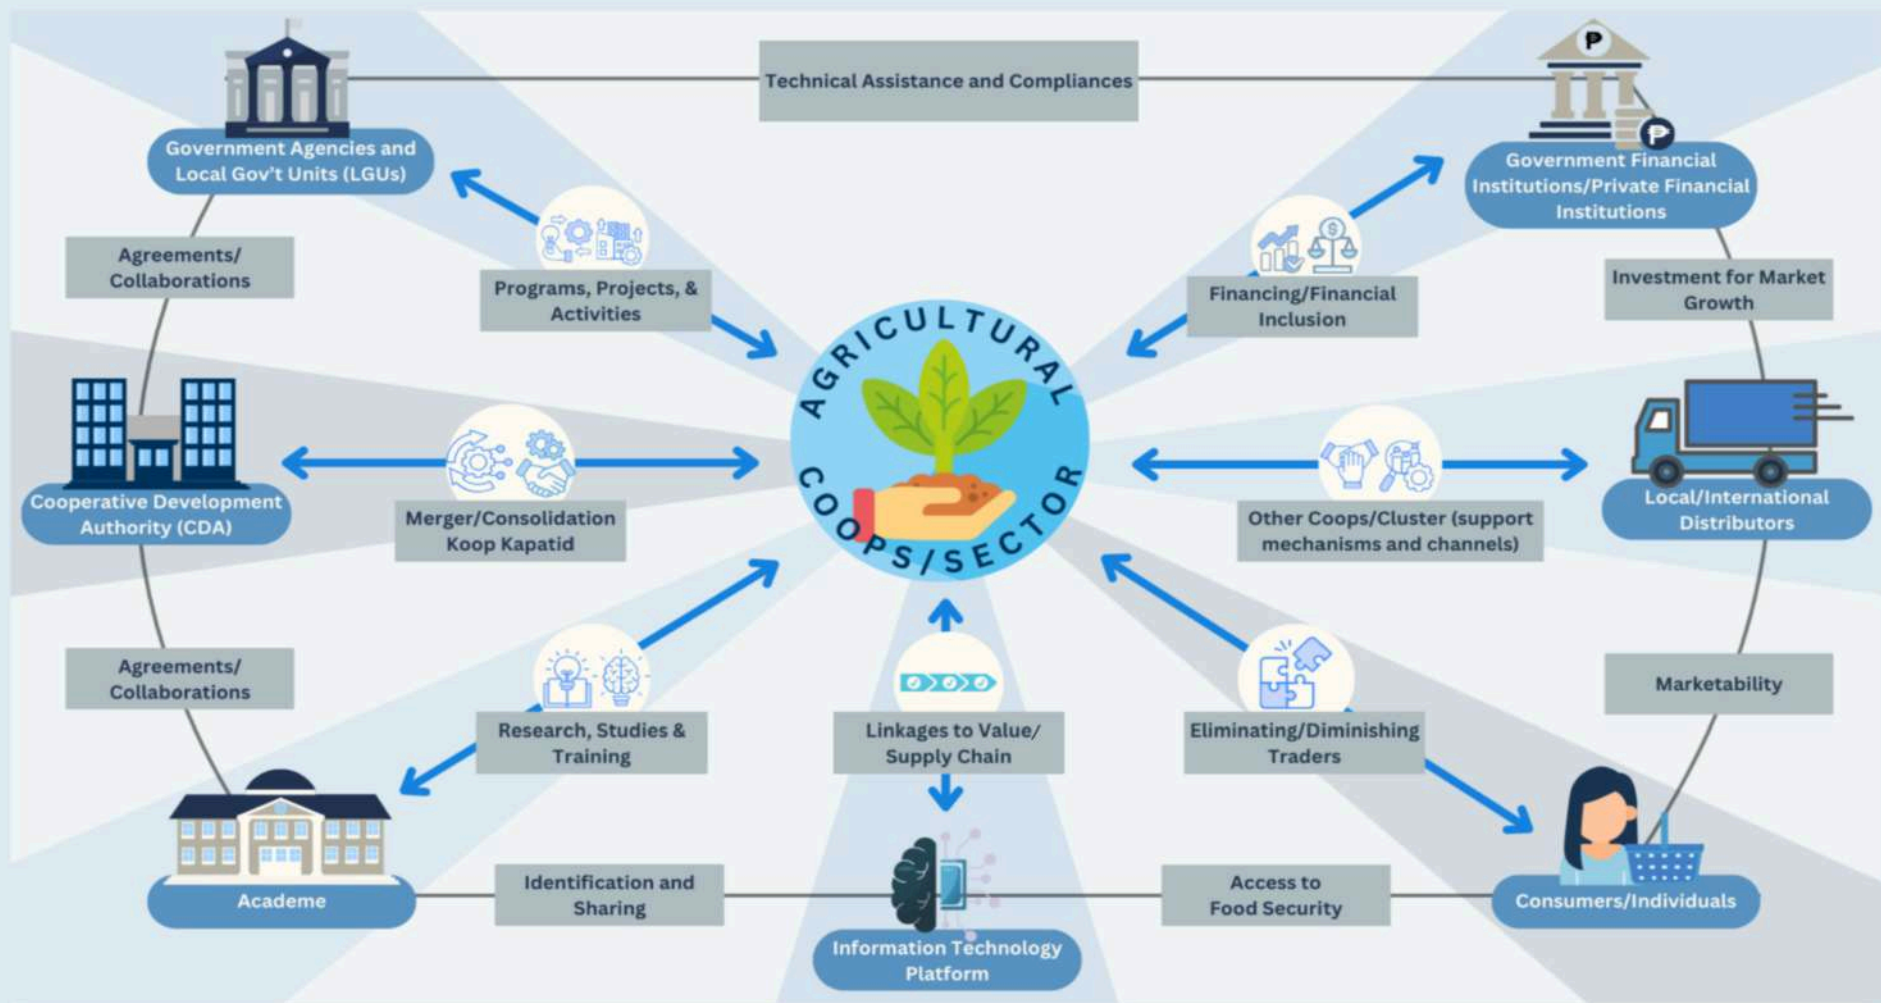 Technical Assistance and Compliances
Government Agencies and
Local Gov't Units (LGUs)
Government Financial
Institutions/Private Financial
Institutions
Agreements/
Collaborations
Programs, Projects, &
Activities
Financing/Financial
Inclusion
Investment for Market
Growth
AGRICULTURAL
COOPS/SECTOR
Cooperative Development
Authority (CDA)
Merger/Consolidation
Koop Kapatid
Other Coops/Cluster (support
mechanisms and channels)
Local/International
Distributors
Agreements/
Collaborations
Research, Studies &
Training
Linkages to Value/
Supply Chain
Eliminating/Diminishing
Traders
Marketability
Academe
Identification and
Sharing
Information Technology
Platform
Access to
Food Security
Consumers/Individuals